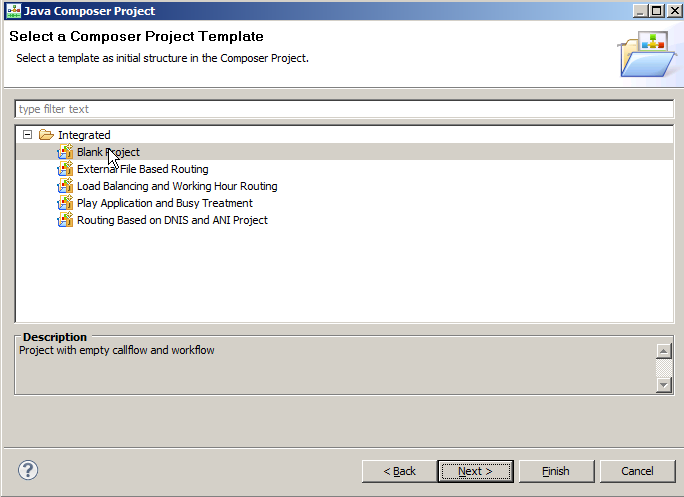 Java Composer Project
Select a Composer Project Template
Select a template as initial structure in the Composer Project.
type filter text
Integrated
Blank Project
External File Based Routing
Load Balancing and Working Hour Routing
Play Application and Busy Treatment
Routing Based on DNIS and ANI Project
Description
Project with empty callflow and workflow
? < Back Next > Finish Cancel